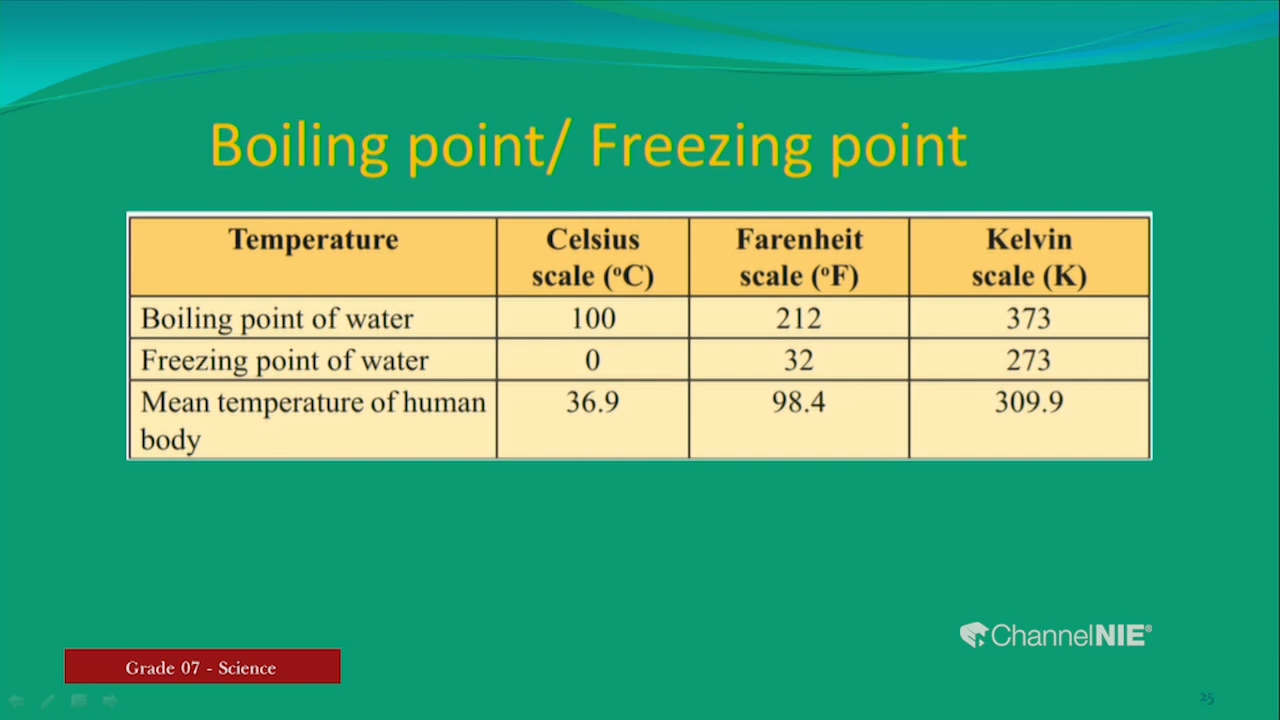 Boiling point/ Freezing point
Temperature Celsius scale (°C) Farenheit scale (°F) Kelvin scale (K)
Boiling point of water 100 212 373
Freezing point of water 0 32 273
Mean temperature of human body 36.9 98.4 309.9
ChannelNIE®
Grade 07 - Science
25